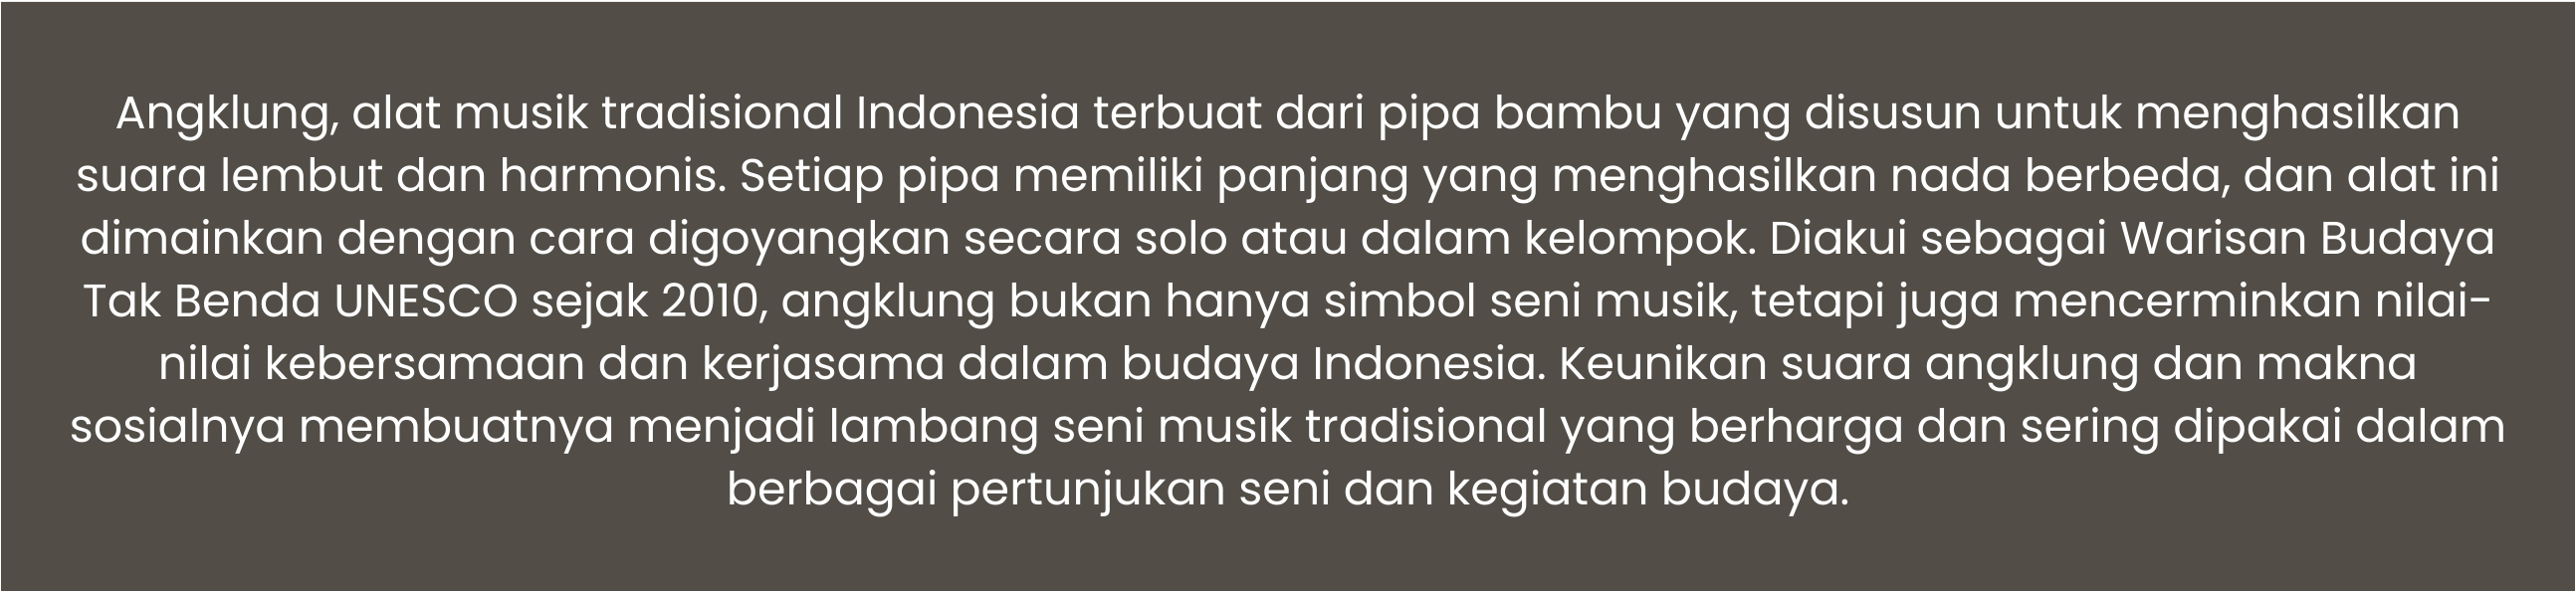 Angklung, alat musik tradisional Indonesia terbuat dari pipa bambu yang disusun untuk menghasilkan
suara lembut dan harmonis. Setiap pipa memiliki panjang yang menghasilkan nada berbeda, dan alat ini
dimainkan dengan cara digoyangkan secara solo atau dalam kelompok. Diakui sebagai Warisan Budaya
Tak Benda UNESCO sejak 2010, angklung bukan hanya simbol seni musik, tetapi juga mencerminkan nilai-
nilai kebersamaan dan kerjasama dalam budaya Indonesia. Keunikan suara angklung dan makna
sosialnya membuatnya menjadi lambang seni musik tradisional yang berharga dan sering dipakai dalam
berbagai pertunjukan seni dan kegiatan budaya.